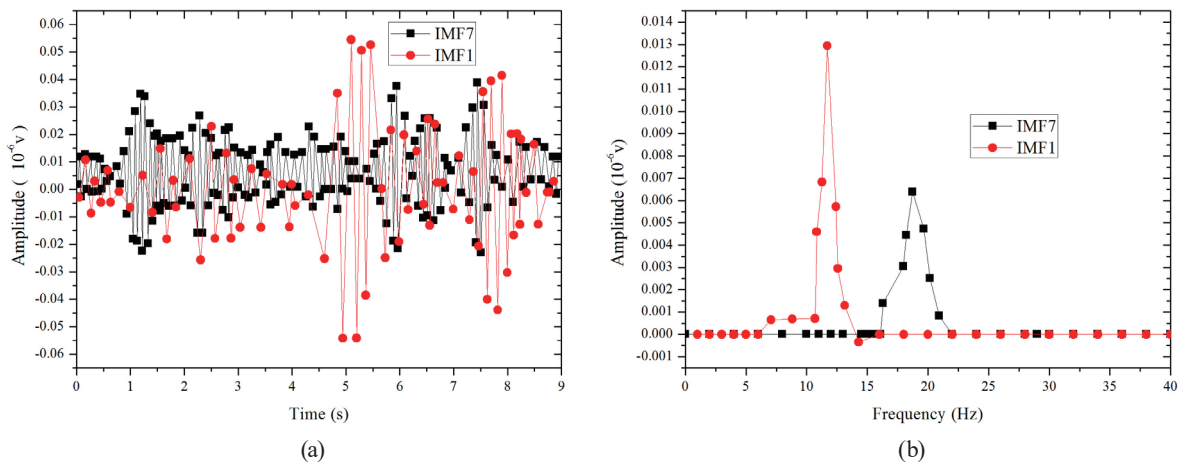 IMF7
IMF1
0.06
0.05
0.04
0.03
0.02
0.01
0.00
-0.01
-0.02
-0.03
-0.04
-0.05
-0.06
Amplitude ( 10-6v )
0 1 2 3 4 5 6 7 8 9
Time (s)
(a)
IMF7
IMF1
0.014
0.013
0.012
0.011
0.010
0.009
0.008
0.007
0.006
0.005
0.004
0.003
0.002
0.001
0.000
-0.001
Amplitude (10-6v)
0 5 10 15 20 25 30 35 40
Frequency (Hz)
(b)